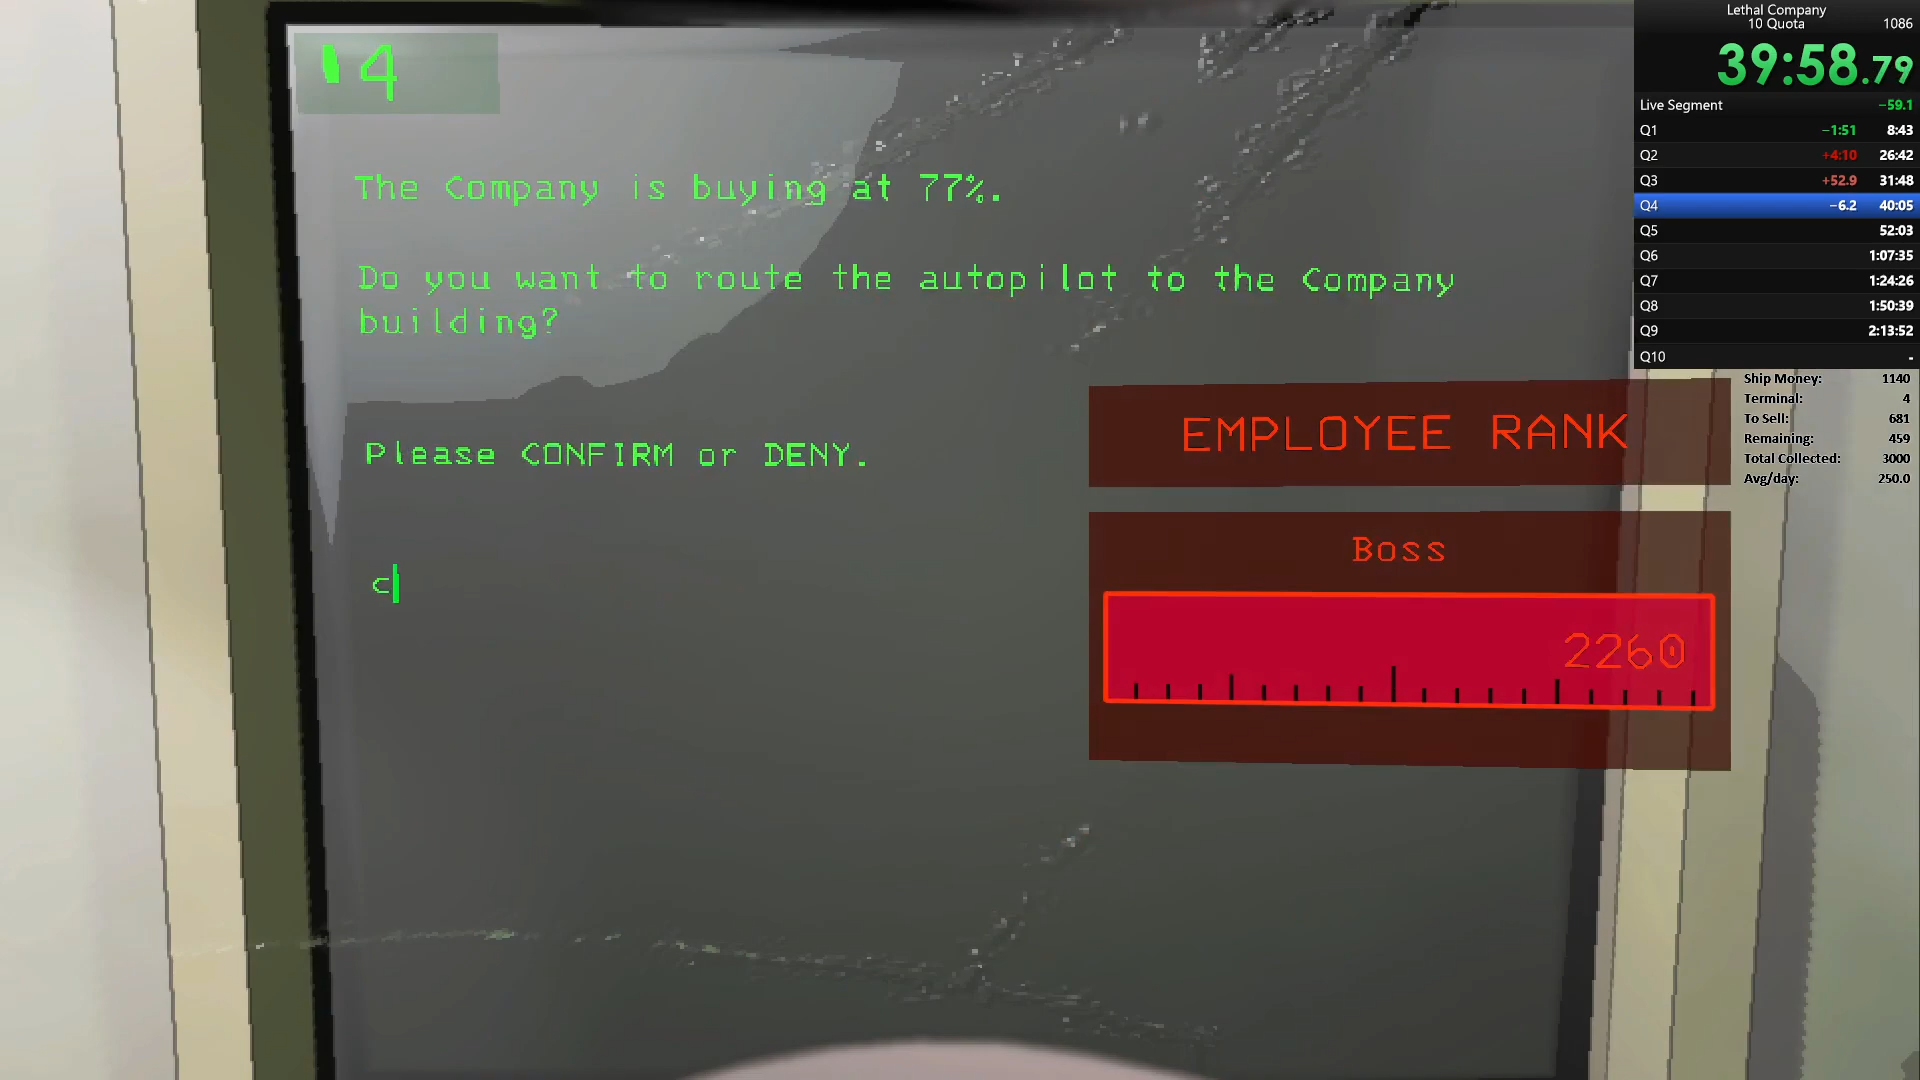 ▮4
The Company is buying at 77%.
Do you want to route the autopilot to the Company
building?
Please CONFIRM or DENY.
c
EMPLOYEE RANK
Boss
2260
Lethal Company
10 Quota 1086
39:58.79
Live Segment −59.1
Q1 −1:51 8:43
Q2 +4:10 26:42
Q3 +52.9 31:48
Q4 −6.2 40:05
Q5 52:03
Q6 1:07:35
Q7 1:24:26
Q8 1:50:39
Q9 2:13:52
Q10 -
Ship Money: 1140
Terminal: 4
To Sell: 681
Remaining: 459
Total Collected: 3000
Avg/day: 250.0